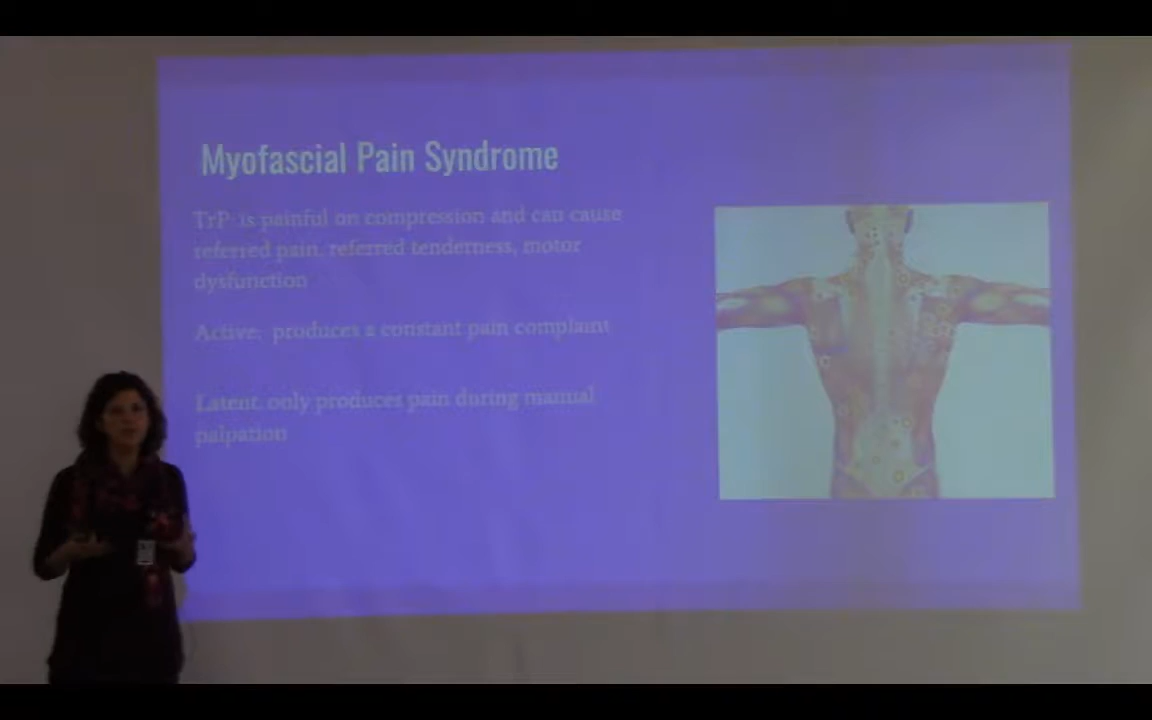 Myofascial Pain Syndrome
TrP: is painful on compression and can cause
referred pain, referred tenderness, motor
dysfunction
Active: produces a constant pain complaint
Latent: only produces pain during manual
palpation